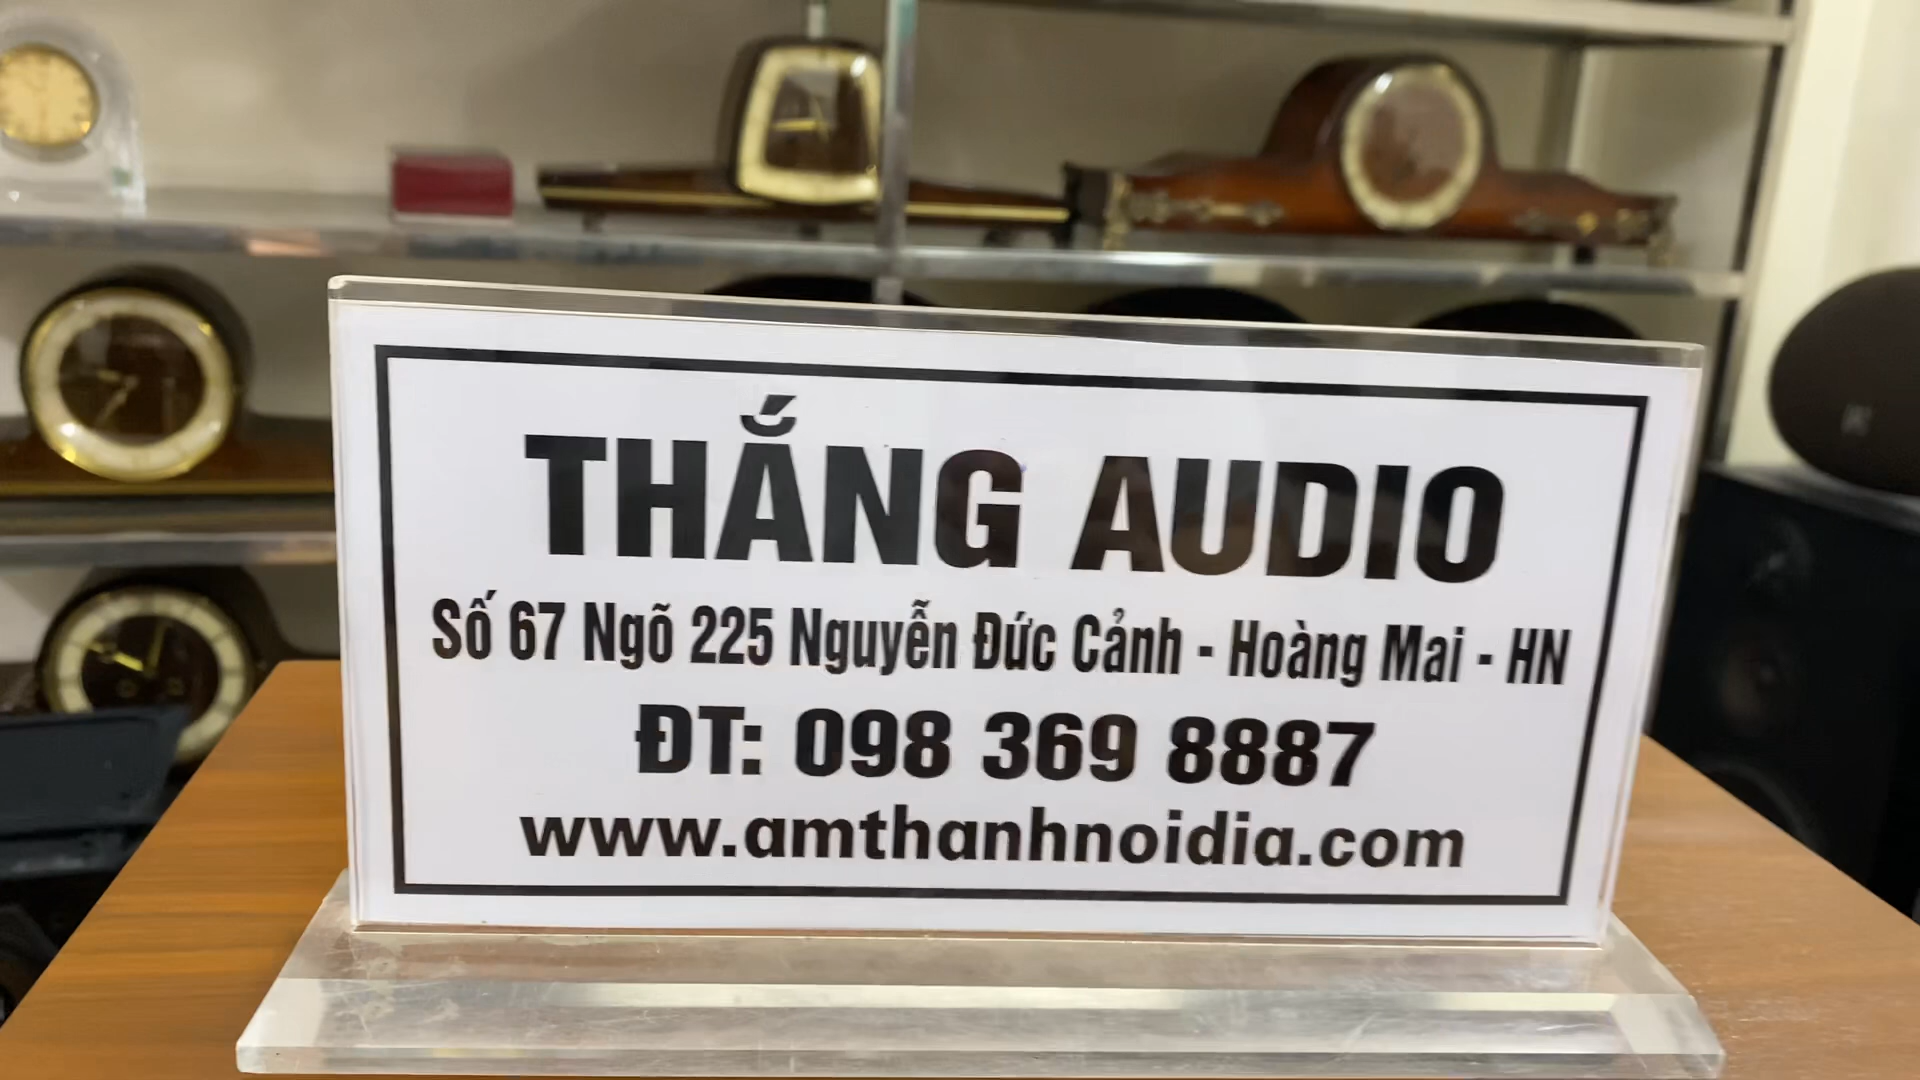 THẮNG AUDIO
Số 67 Ngõ 225 Nguyễn Đức Cảnh - Hoàng Mai - HN
ĐT: 098 369 8887
www.amthanhnoidia.com